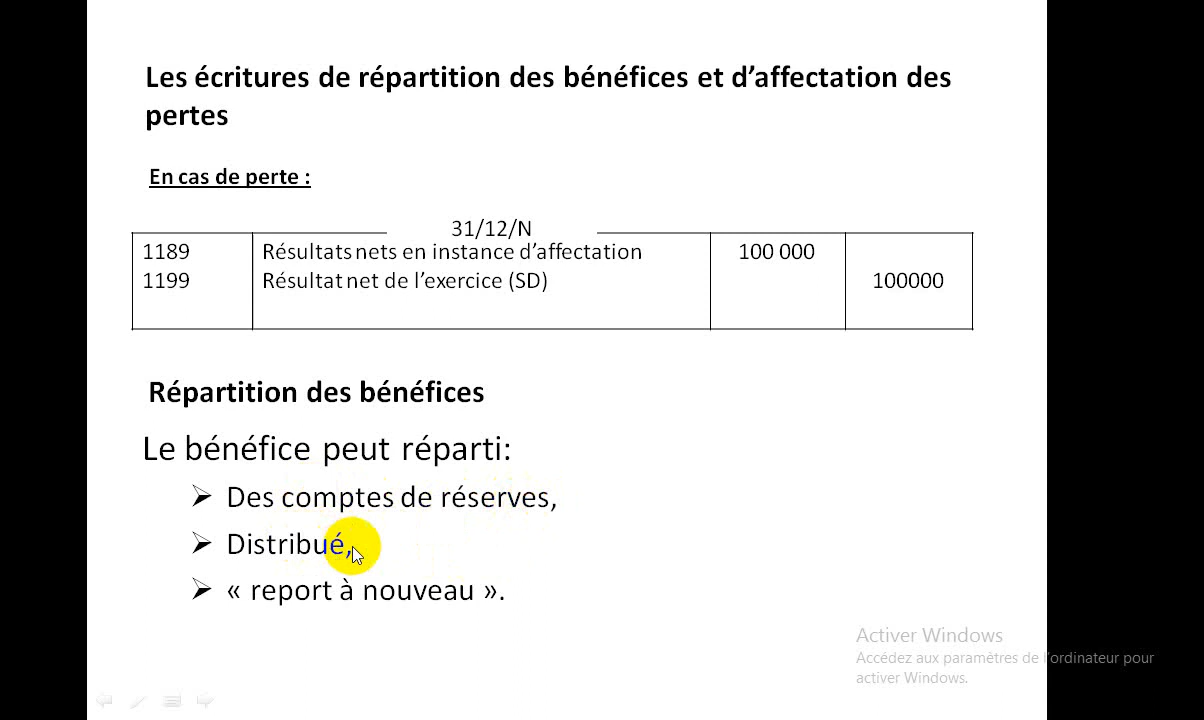 Les écritures de répartition des bénéfices et d’affectation des
pertes
En cas de perte :
31/12/N
1189 Résultats nets en instance d’affectation 100 000
1199 Résultat net de l’exercice (SD) 100000
Répartition des bénéfices
Le bénéfice peut réparti:
➢ Des comptes de réserves,
➢ Distribué,
➢ « report à nouveau ».
Activer Windows
Accédez aux paramètres de l'ordinateur pour
activer Windows.